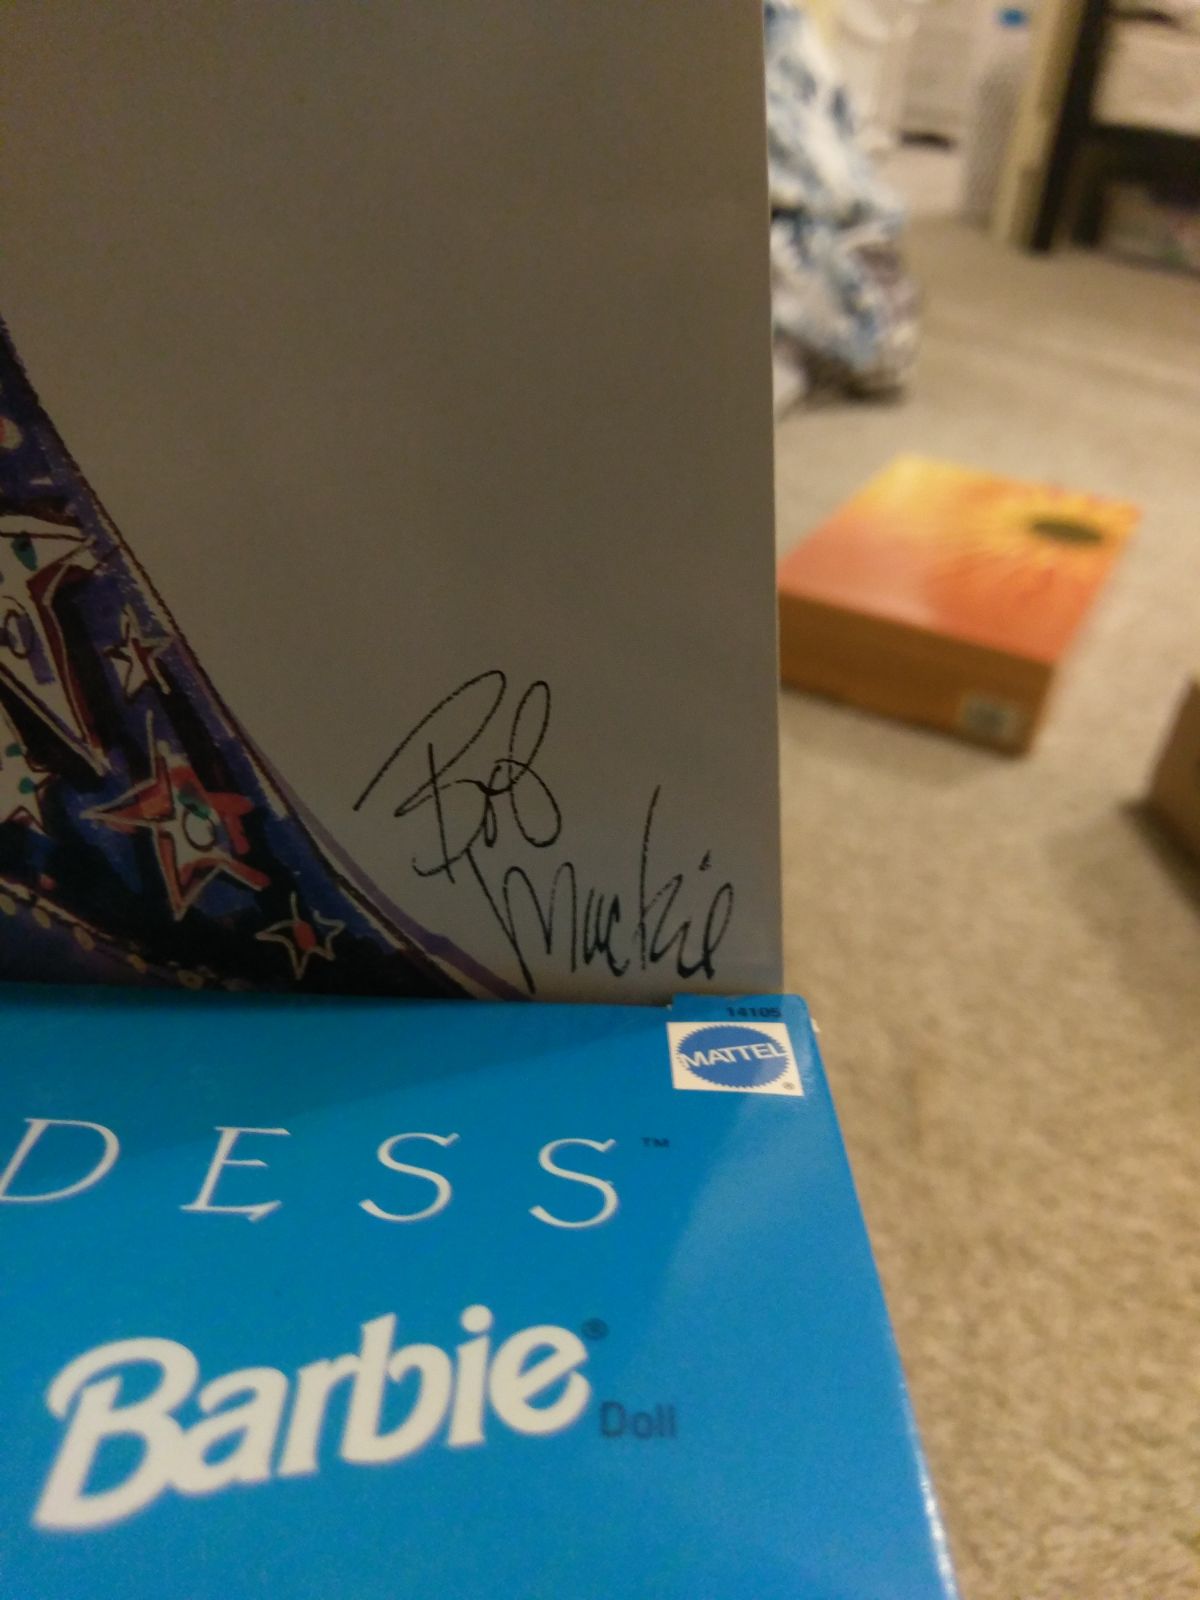 Bob
Mackie
14105
MATTEL®
DESS™
Barbie®
Doll